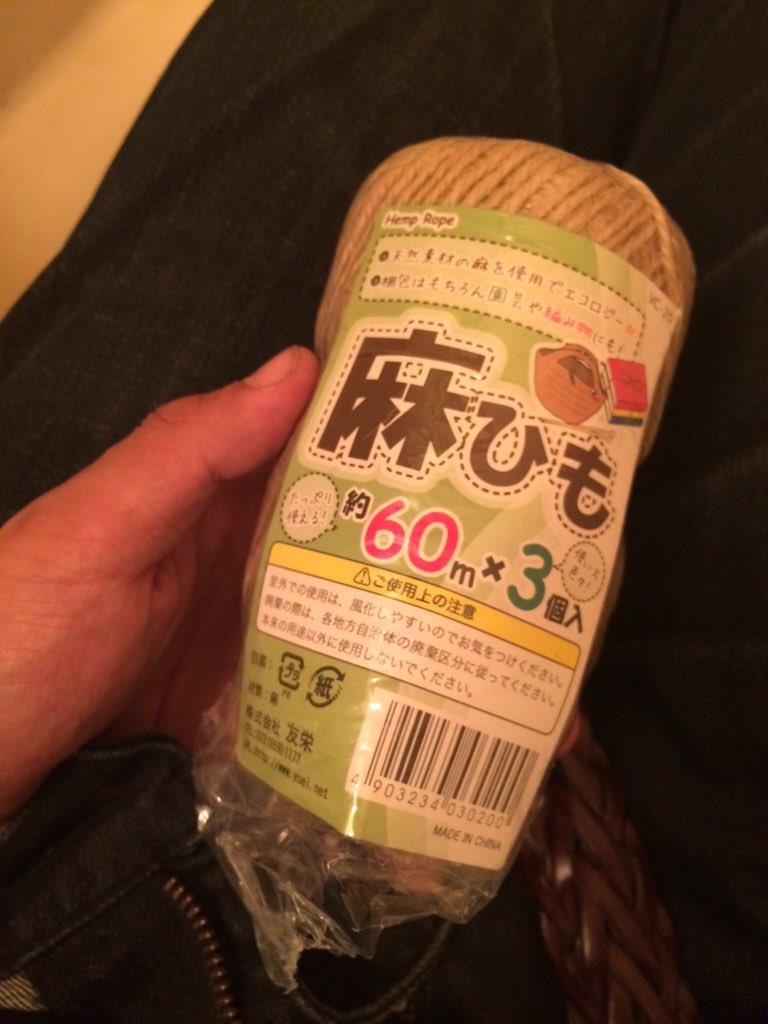 Hemp Rope
●天然素材の麻を使用でエコロジー★
●梱包はもちろん園芸や編み物にも!
麻ひも
たっぷり
使える!
約60m×3個入
⚠ご使用上の注意
室外での使用は、風化しやすいのでお気をつけください。
廃棄の際は、各地方自治体の廃棄区分に従ってください。
本来の用途以外に使用しないでください。
包装:プラ 紙
PE
材質:麻
株式会社 友栄
http://www.yuei.net
4 903234 030200
MADE IN CHINA